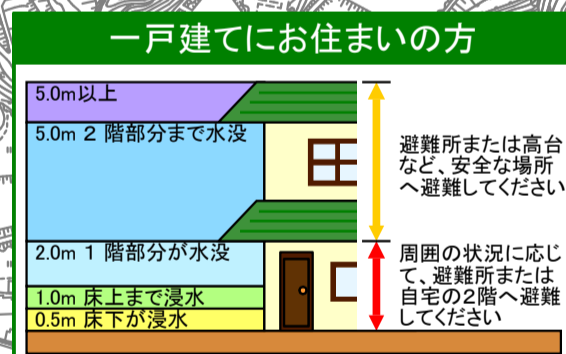 一戸建てにお住まいの方
5.0m以上
5.0m 2 階部分まで水没
2.0m 1 階部分が水没
1.0m 床上まで浸水
0.5m 床下が浸水
避難所または高台
など、安全な場所
へ避難してください
周囲の状況に応じ
て、避難所または
自宅の2階へ避難
してください